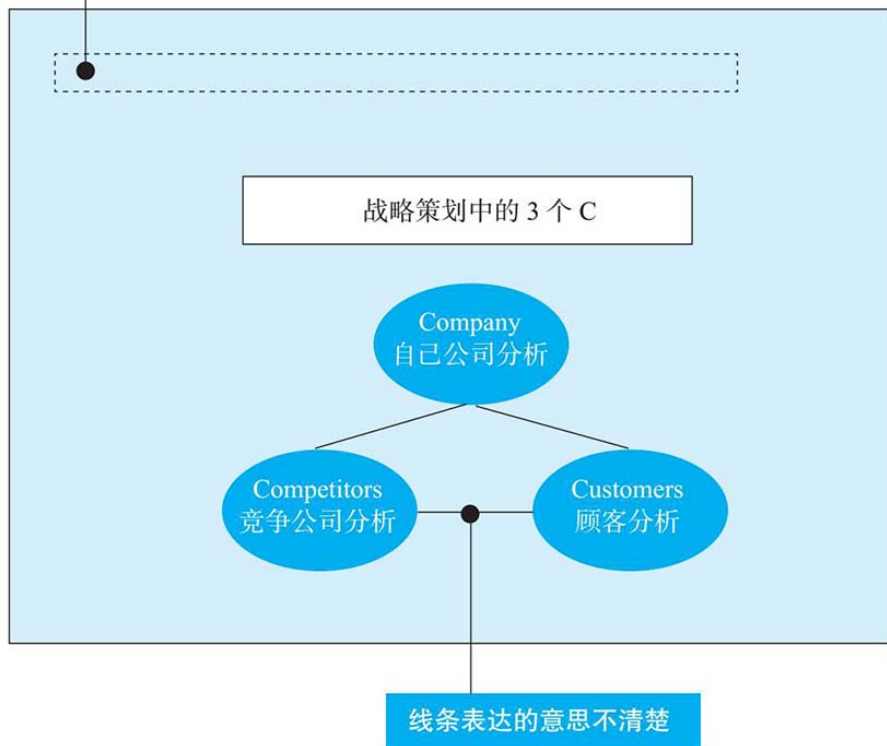 战略策划中的 3 个 C
Company
自己公司分析
Competitors
竞争公司分析
Customers
顾客分析
线条表达的意思不清楚